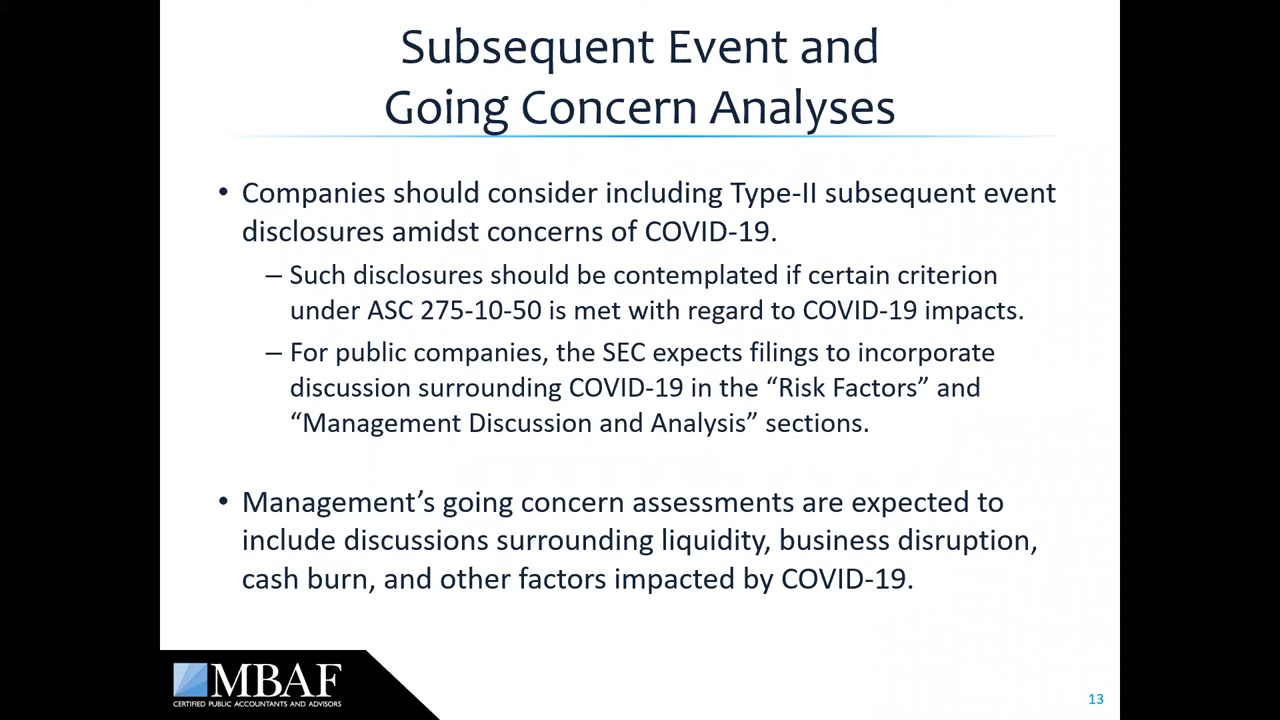 Subsequent Event and
Going Concern Analyses
• Companies should consider including Type-II subsequent event
disclosures amidst concerns of COVID-19.
– Such disclosures should be contemplated if certain criterion
under ASC 275-10-50 is met with regard to COVID-19 impacts.
– For public companies, the SEC expects filings to incorporate
discussion surrounding COVID-19 in the “Risk Factors” and
“Management Discussion and Analysis” sections.
• Management’s going concern assessments are expected to
include discussions surrounding liquidity, business disruption,
cash burn, and other factors impacted by COVID-19.
MBAF
CERTIFIED PUBLIC ACCOUNTANTS AND ADVISORS
13